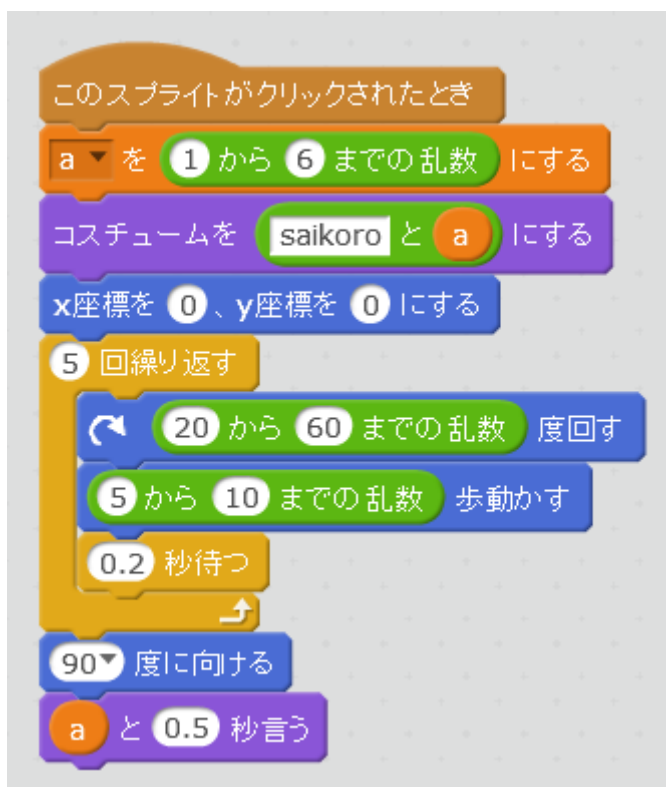 このスプライトがクリックされたとき
a ▼ を 1 から 6 までの乱数 にする
コスチュームを saikoro と a にする
x座標を 0 、y座標を 0 にする
5 回繰り返す
20 から 60 までの乱数 度回す
5 から 10 までの乱数 歩動かす
0.2 秒待つ
90▼ 度に向ける
a と 0.5 秒言う